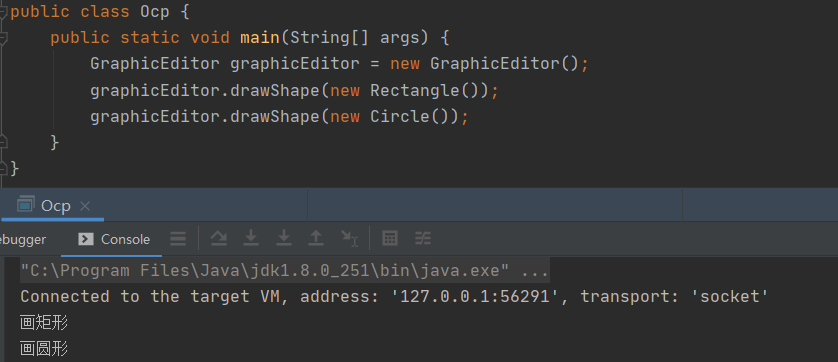 public class Ocp {
public static void main(String[] args) {
GraphicEditor graphicEditor = new GraphicEditor();
graphicEditor.drawShape(new Rectangle());
graphicEditor.drawShape(new Circle());
}
}
Ocp
ebugger Console
"C:\Program Files\Java\jdk1.8.0_251\bin\java.exe" ...
Connected to the target VM, address: '127.0.0.1:56291', transport: 'socket'
画矩形
画圆形